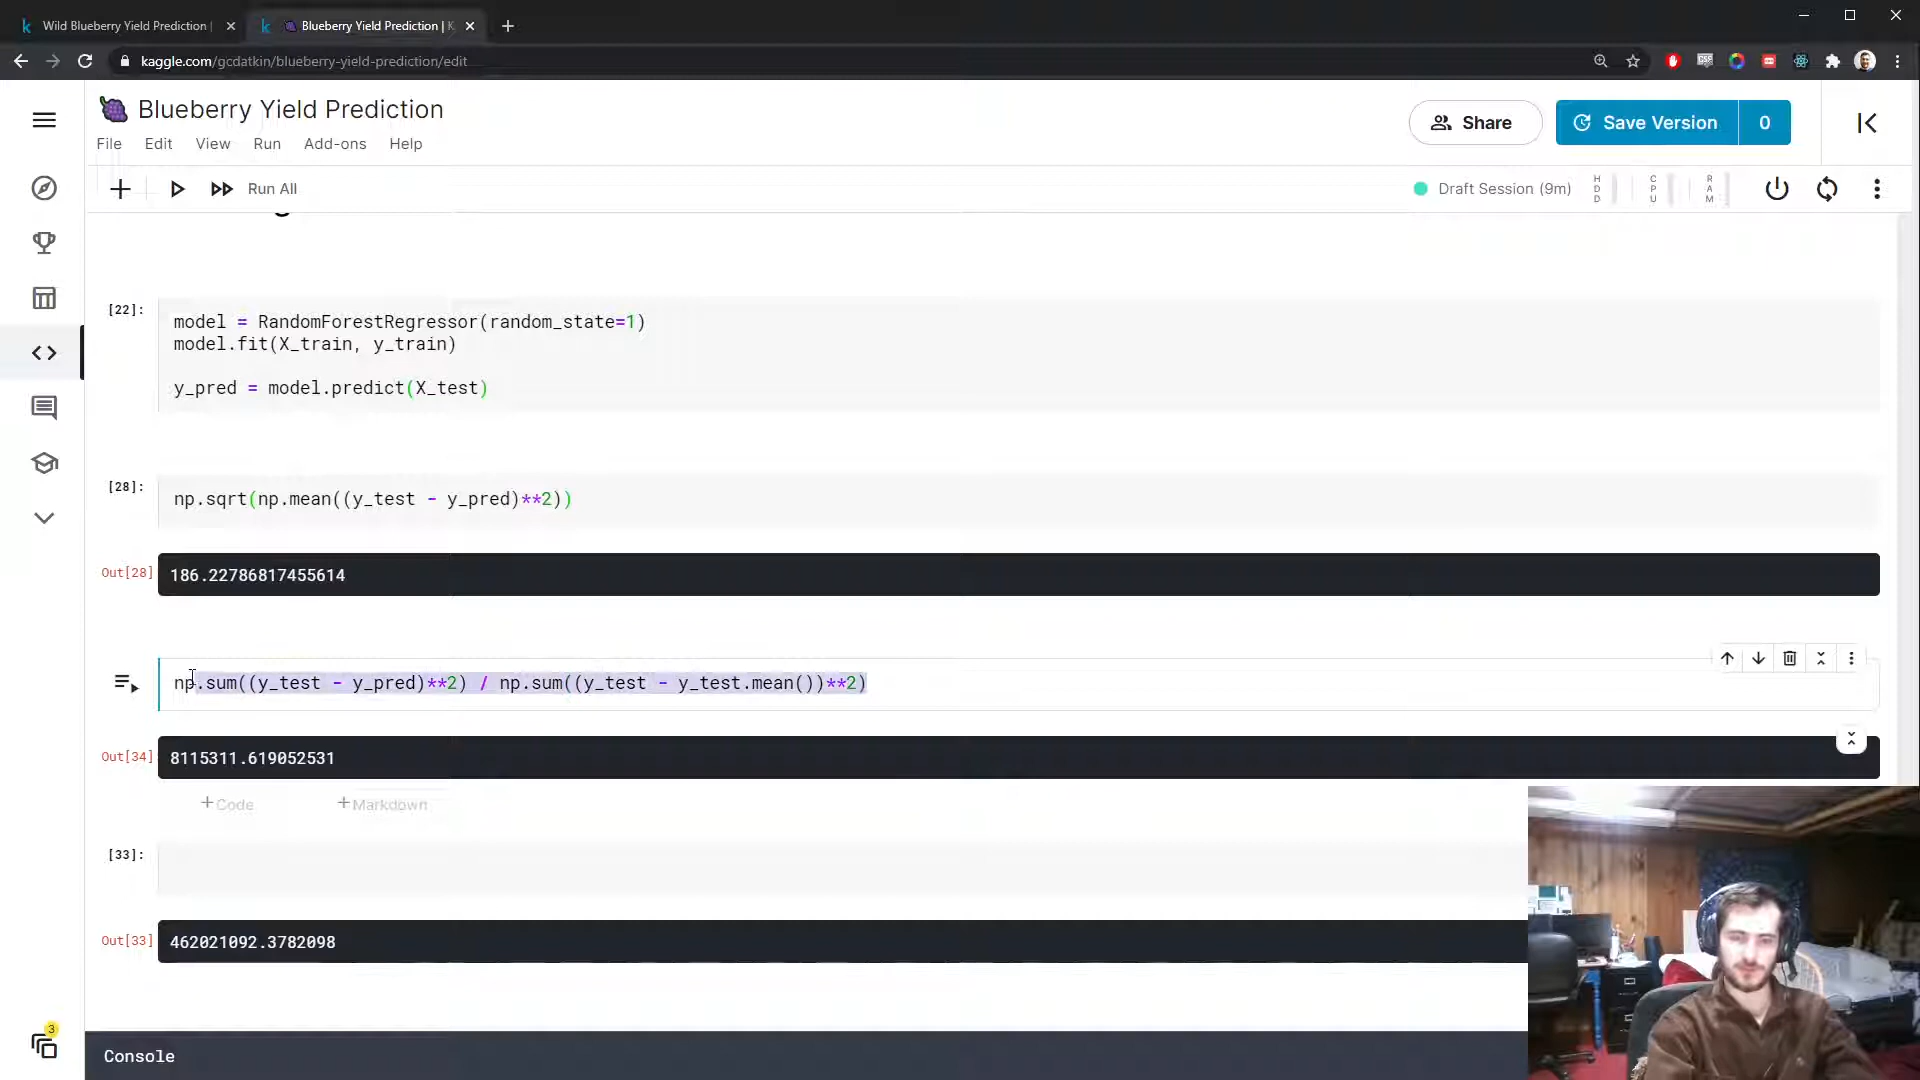 Wild Blueberry Yield Prediction |
Blueberry Yield Prediction | K
kaggle.com/gcdatkin/blueberry-yield-prediction/edit
Blueberry Yield Prediction
Share
Save Version 0
File Edit View Run Add-ons Help
Run All
Draft Session (9m)
HDD
CPU
RAM
[22]:
model = RandomForestRegressor(random_state=1)
model.fit(X_train, y_train)
y_pred = model.predict(X_test)
[28]:
np.sqrt(np.mean((y_test - y_pred)**2))
Out[28]
186.22786817455614
np.sum((y_test - y_pred)**2) / np.sum((y_test - y_test.mean())**2)
Out[34]
8115311.619052531
+ Code + Markdown
[33]:
Out[33]
462021092.3782098
3
Console